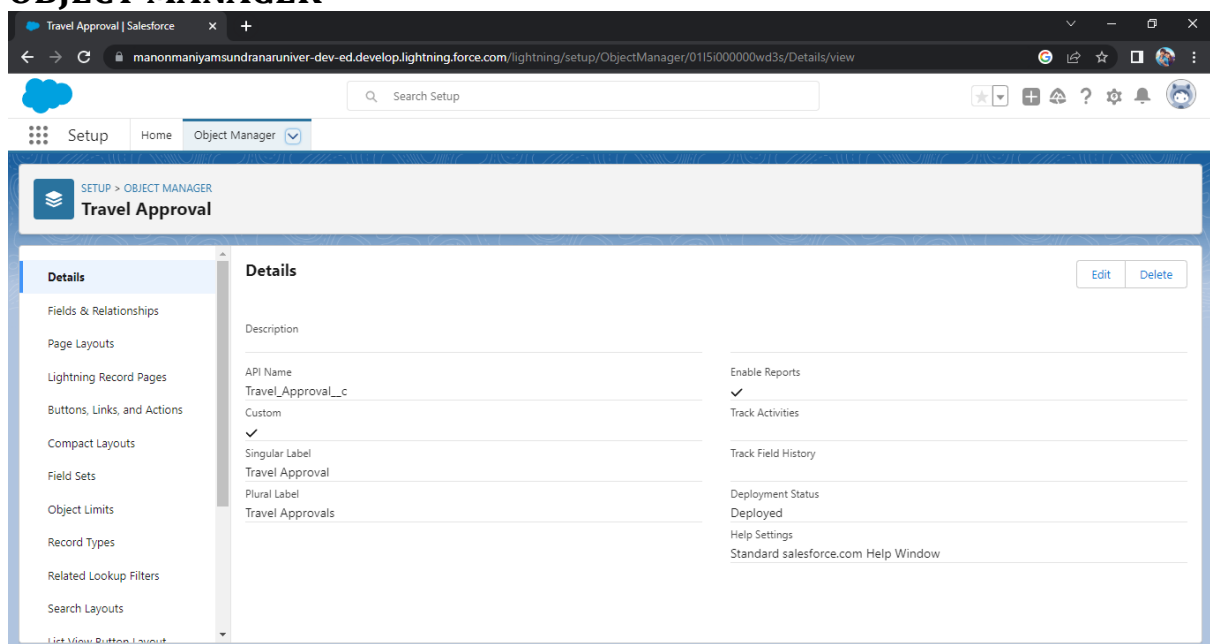 OBJECT MANAGER
Travel Approval | Salesforce
manonmaniyamsundranaruniver-dev-ed.develop.lightning.force.com/lightning/setup/ObjectManager/01I5i000000wd3s/Details/view
Search Setup
Setup Home Object Manager
SETUP > OBJECT MANAGER
Travel Approval
Details
Fields & Relationships
Page Layouts
Lightning Record Pages
Buttons, Links, and Actions
Compact Layouts
Field Sets
Object Limits
Record Types
Related Lookup Filters
Search Layouts
List View Button Layout
Details
Edit Delete
Description
API Name
Travel_Approval__c
Custom
Singular Label
Travel Approval
Plural Label
Travel Approvals
Enable Reports
Track Activities
Track Field History
Deployment Status
Deployed
Help Settings
Standard salesforce.com Help Window